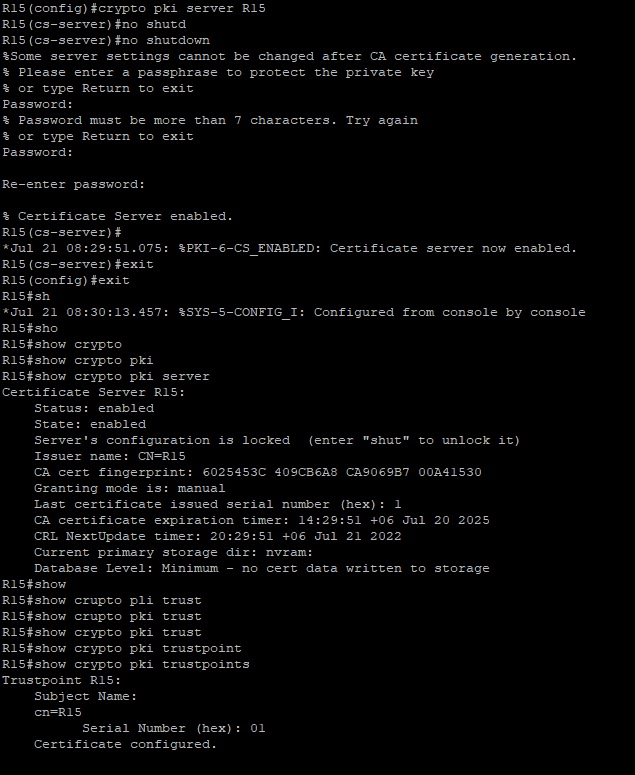 R15(config)#crypto pki server R15
R15(cs-server)#no shutd
R15(cs-server)#no shutdown
%Some server settings cannot be changed after CA certificate generation.
% Please enter a passphrase to protect the private key
% or type Return to exit
Password:
% Password must be more than 7 characters. Try again
% or type Return to exit
Password:
Re-enter password:
% Certificate Server enabled.
R15(cs-server)#
*Jul 21 08:29:51.075: %PKI-6-CS_ENABLED: Certificate server now enabled.
R15(cs-server)#exit
R15(config)#exit
R15#sh
*Jul 21 08:30:13.457: %SYS-5-CONFIG_I: Configured from console by console
R15#sho
R15#show crypto
R15#show crypto pki
R15#show crypto pki server
Certificate Server R15:
    Status: enabled
    State: enabled
    Server's configuration is locked  (enter "shut" to unlock it)
    Issuer name: CN=R15
    CA cert fingerprint: 6025453C 409CB6A8 CA9069B7 00A41530
    Granting mode is: manual
    Last certificate issued serial number (hex): 1
    CA certificate expiration timer: 14:29:51 +06 Jul 20 2025
    CRL NextUpdate timer: 20:29:51 +06 Jul 21 2022
    Current primary storage dir: nvram:
    Database Level: Minimum - no cert data written to storage
R15#show
R15#show crupto pli trust
R15#show crupto pki trust
R15#show crypto pki trust
R15#show crypto pki trustpoint
R15#show crypto pki trustpoints
Trustpoint R15:
    Subject Name:
    cn=R15
          Serial Number (hex): 01
    Certificate configured.